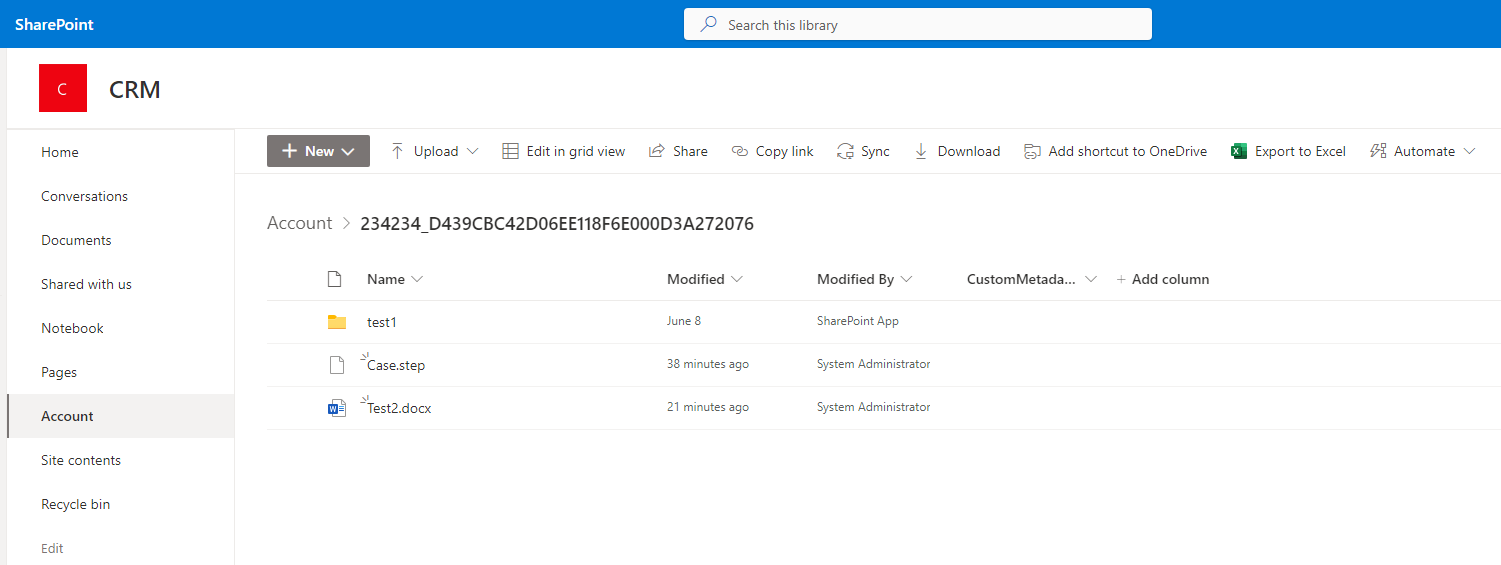 SharePoint
Search this library
C
CRM
Home
Conversations
Documents
Shared with us
Notebook
Pages
Account
Site contents
Recycle bin
Edit
New Upload Edit in grid view Share Copy link Sync Download Add shortcut to OneDrive Export to Excel Automate
Account > 234234_D439CBC42D06EE118F6E000D3A272076
Name Modified Modified By CustomMetada... + Add column
test1 June 8 SharePoint App
Case.step 38 minutes ago System Administrator
Test2.docx 21 minutes ago System Administrator